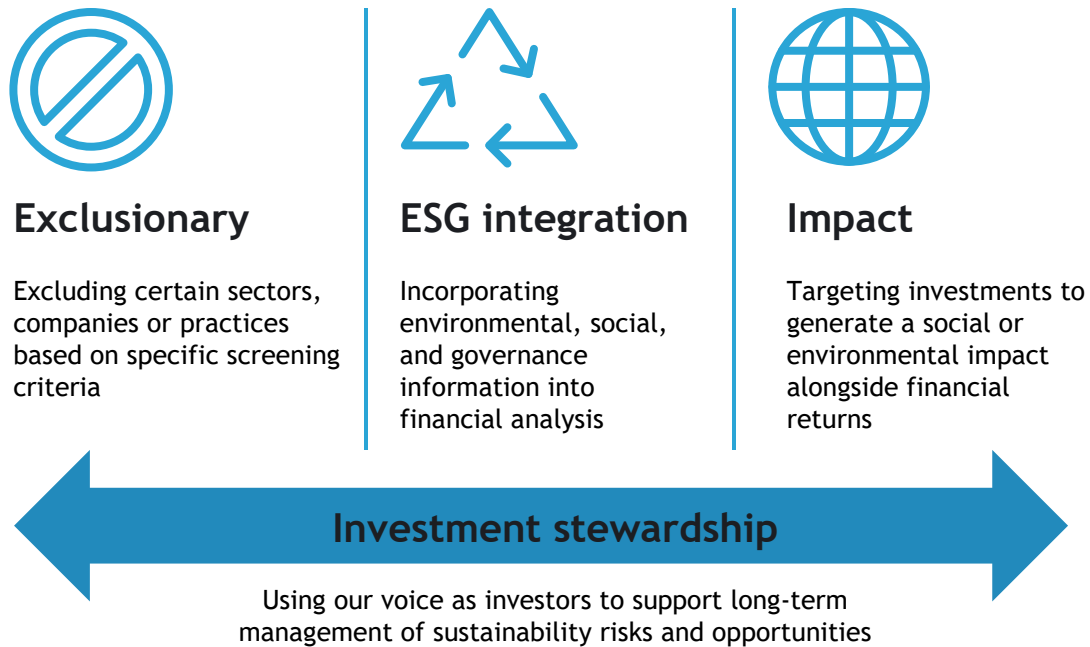 Exclusionary
Excluding certain sectors,
companies or practices
based on specific screening
criteria
ESG integration
Incorporating
environmental, social,
and governance
information into
financial analysis
Impact
Targeting investments to
generate a social or
environmental impact
alongside financial
returns
Investment stewardship
Using our voice as investors to support long-term
management of sustainability risks and opportunities